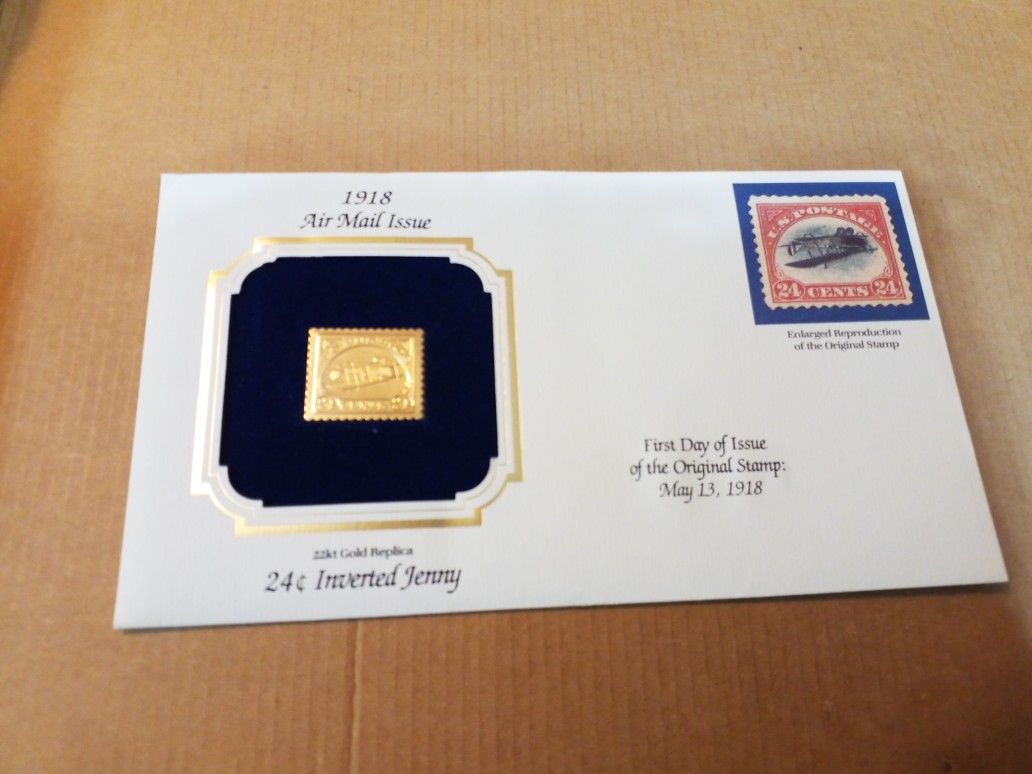 1918
Air Mail Issue
22kt Gold Replica
24¢ Inverted Jenny
U.S. POSTAGE
24 CENTS 24
Enlarged Reproduction
of the Original Stamp
First Day of Issue
of the Original Stamp:
May 13, 1918
CENTS